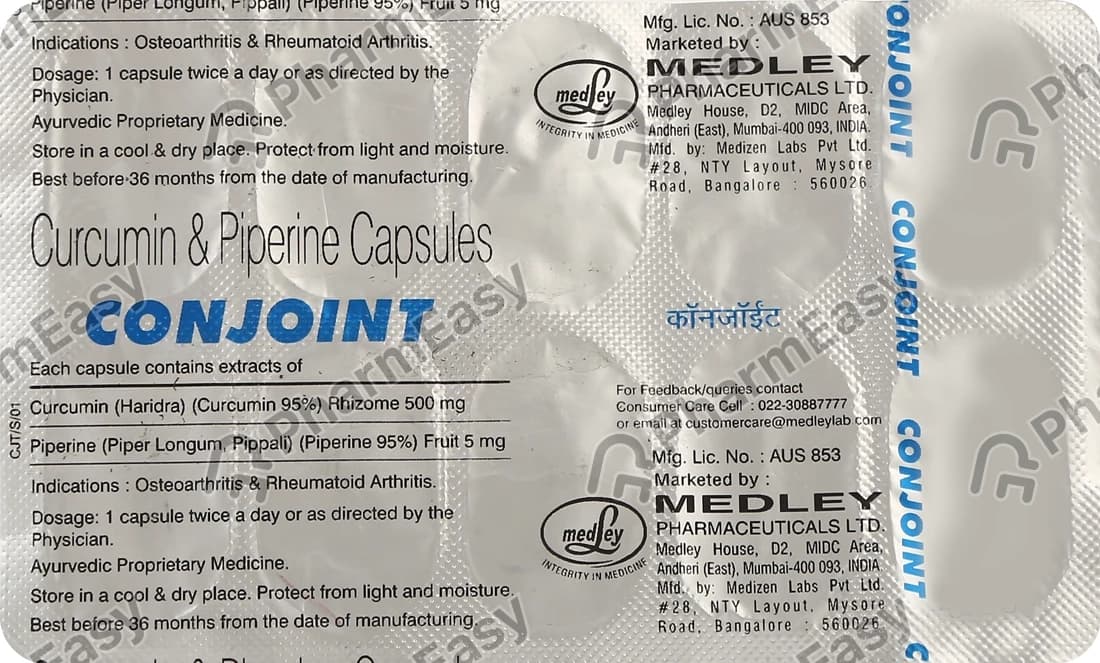 Piperine (Piper Longum, Pippali) (Piperine 95%) Fruit 5 mg
Indications : Osteoarthritis & Rheumatoid Arthritis.
Dosage: 1 capsule twice a day or as directed by the
Physician.
Ayurvedic Proprietary Medicine.
Store in a cool & dry place. Protect from light and moisture.
Best before 36 months from the date of manufacturing.
Mfg. Lic. No. : AUS 853
Marketed by :
medley
INTEGRITY IN MEDICINE
MEDLEY
PHARMACEUTICALS LTD.
Medley House, D2, MIDC Area,
Andheri (East), Mumbai-400 093, INDIA.
Mfd. by: Medizen Labs Pvt Ltd.
#28, NTY Layout, Mysore
Road, Bangalore : 560026
Curcumin & Piperine Capsules
CONJOINT
कॉनजॉईट
Each capsule contains extracts of
Curcumin (Haridra) (Curcumin 95%) Rhizome 500 mg
Piperine (Piper Longum, Pippali) (Piperine 95%) Fruit 5 mg
CJT/S/01
Indications : Osteoarthritis & Rheumatoid Arthritis.
Dosage: 1 capsule twice a day or as directed by the
Physician.
Ayurvedic Proprietary Medicine.
Store in a cool & dry place. Protect from light and moisture.
Best before 36 months from the date of manufacturing.
For Feedback/queries contact
Consumer Care Cell : 022-30887777
or email at customercare@medleylab.com
Mfg. Lic. No. : AUS 853
Marketed by :
medley
INTEGRITY IN MEDICINE
MEDLEY
PHARMACEUTICALS LTD.
Medley House, D2, MIDC Area,
Andheri (East), Mumbai-400 093, INDIA
Mfd. by: Medizen Labs Pvt Ltd.
#28, NTY Layout, Mysore
Road, Bangalore : 560026
CONJOINT
CONJOINT
CONJOINT
PharmEasy
PharmEasy
PharmEasy
PharmEasy